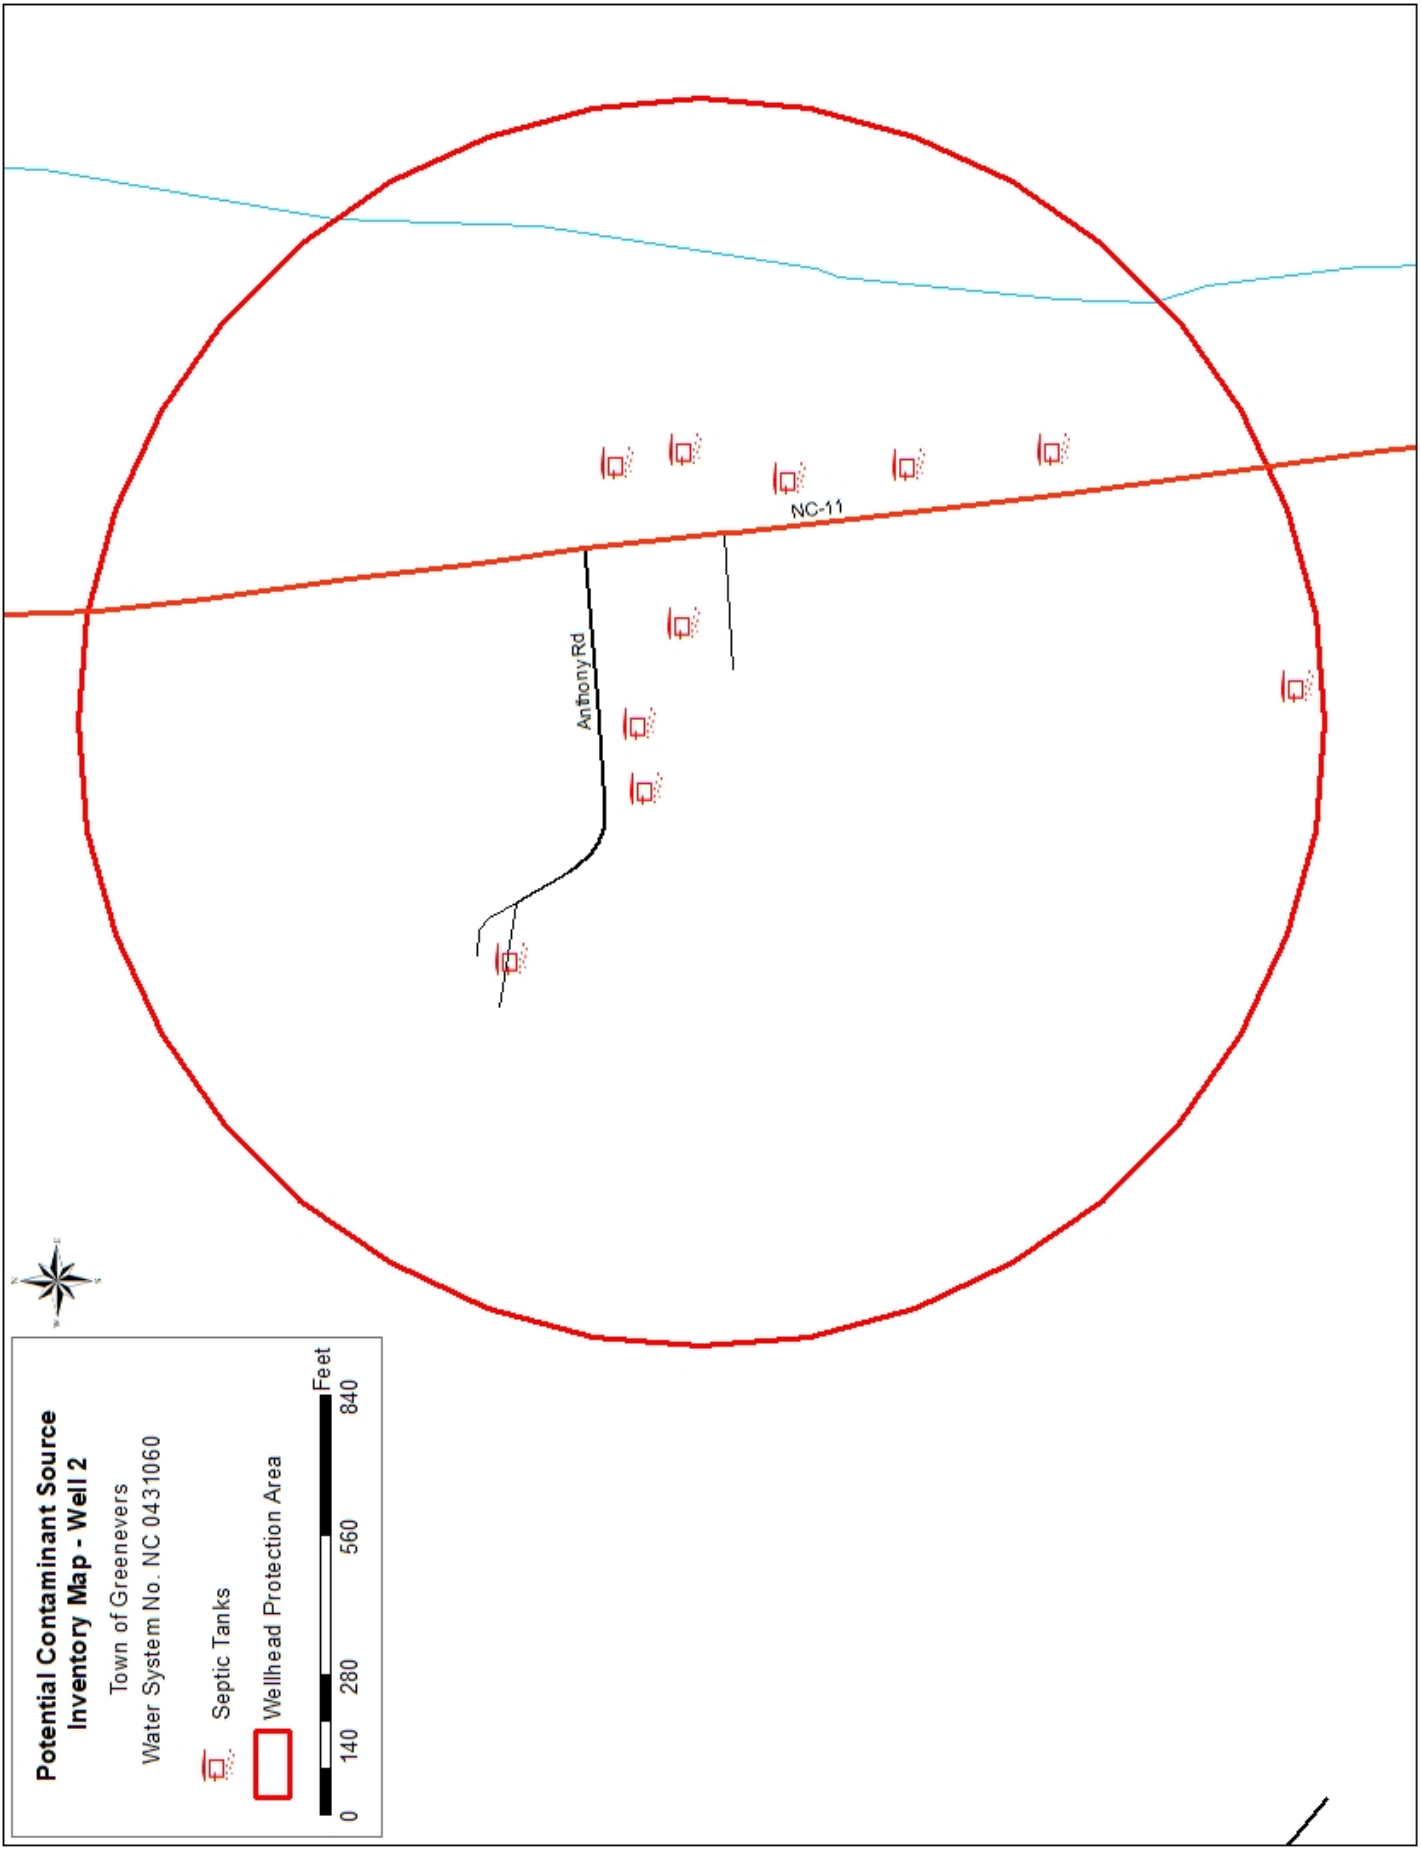 Potential Contaminant Source
Inventory Map - Well 2
Town of Greenevers
Water System No. NC 0431060
Septic Tanks
Wellhead Protection Area
Feet
0 140 280 560 840
N
E
S
W
NC-11
Anthony Rd